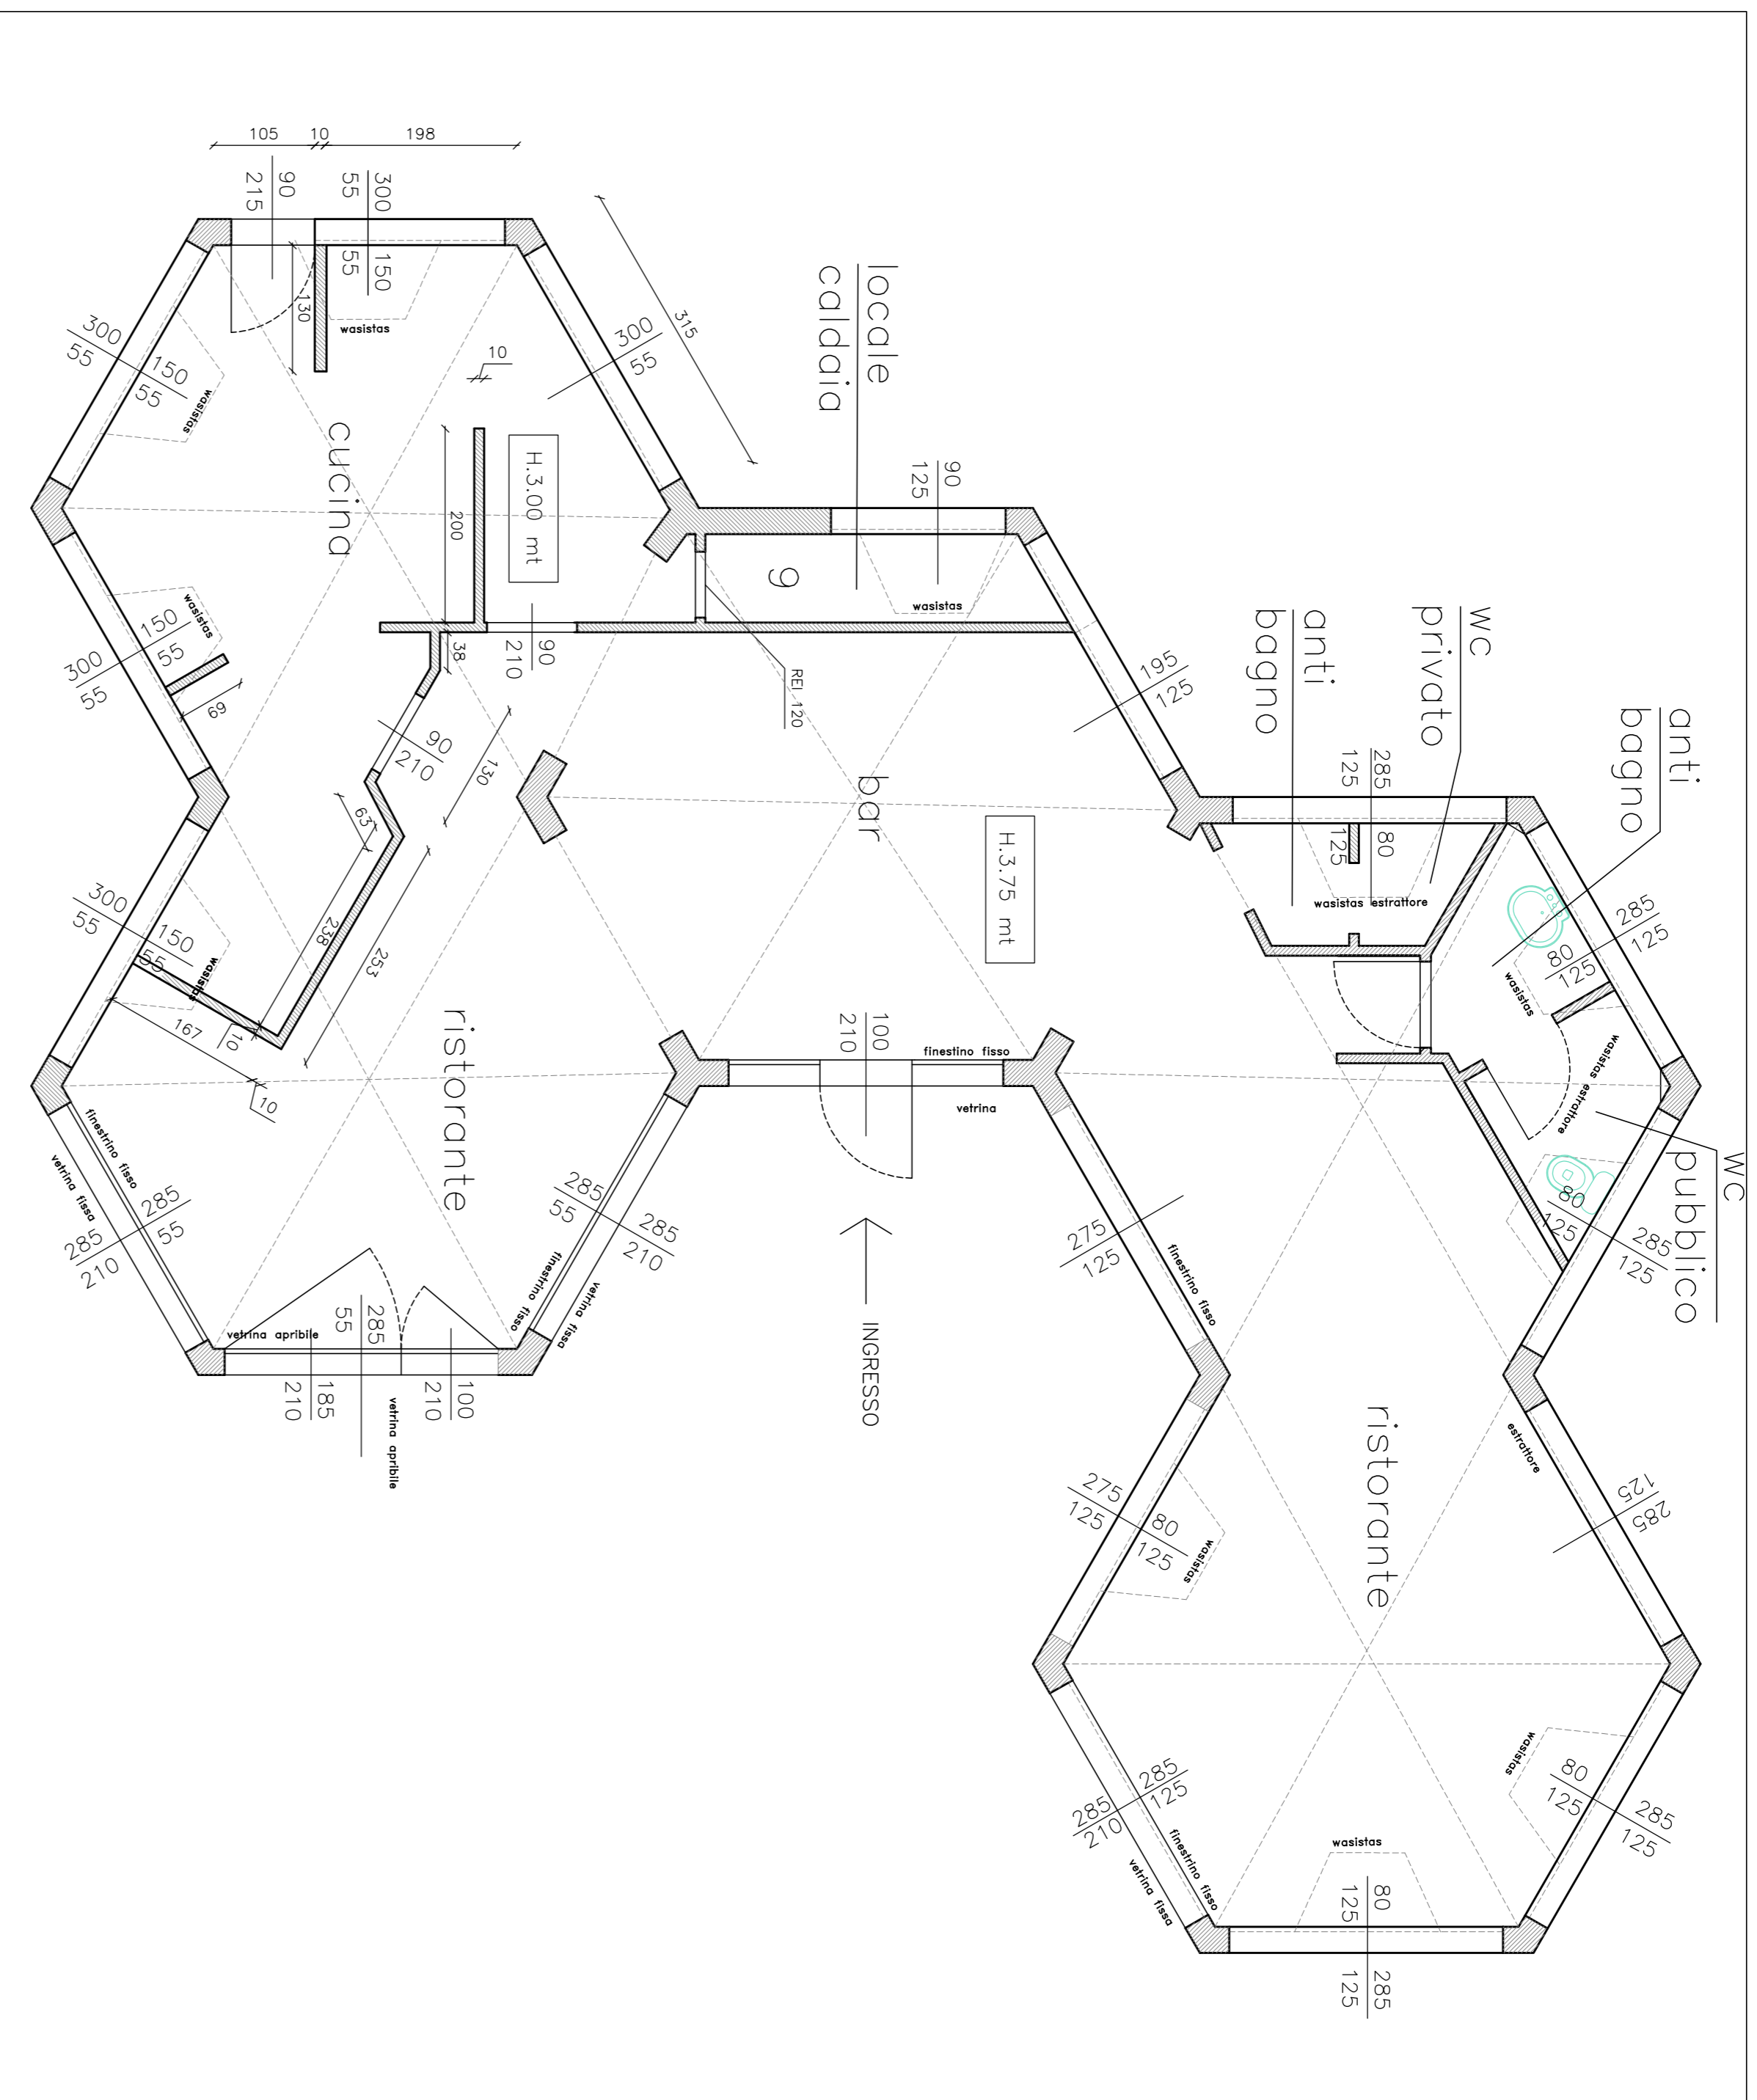 105
10
198
90
215
300
55
150
55
wasistas
130
300
55
150
55
wasistas
cucina
10
200
H.3.00 mt
300
55
315
locale
caldaia
90
125
wasistas
9
REI 120
90
210
38
wasistas
150
55
300
55
69
90
210
130
63
238
253
300
55
150
55
wasistas
167
10
10
bar
H.3.75 mt
195
125
anti
bagno
wc
privato
285
125
80
125
wasistas estrattore
anti
bagno
285
125
80
125
wasistas
wasistas estrattore
wc
pubblico
80
125
285
125
ristorante
finestrino fisso
vetrina fissa
285
55
285
210
285
55
285
210
finestrino fisso
vetrina fissa
vetrina apribile
285
55
185
210
100
210
vetrina apribile
100
210
finestino fisso
vetrina
INGRESSO
275
125
finestrino fisso
ristorante
estrattore
285
125
275
125
80
125
wasistas
285
125
285
210
finestrino fisso
vetrina fissa
wasistas
80
125
285
125
wasistas
80
125
285
125